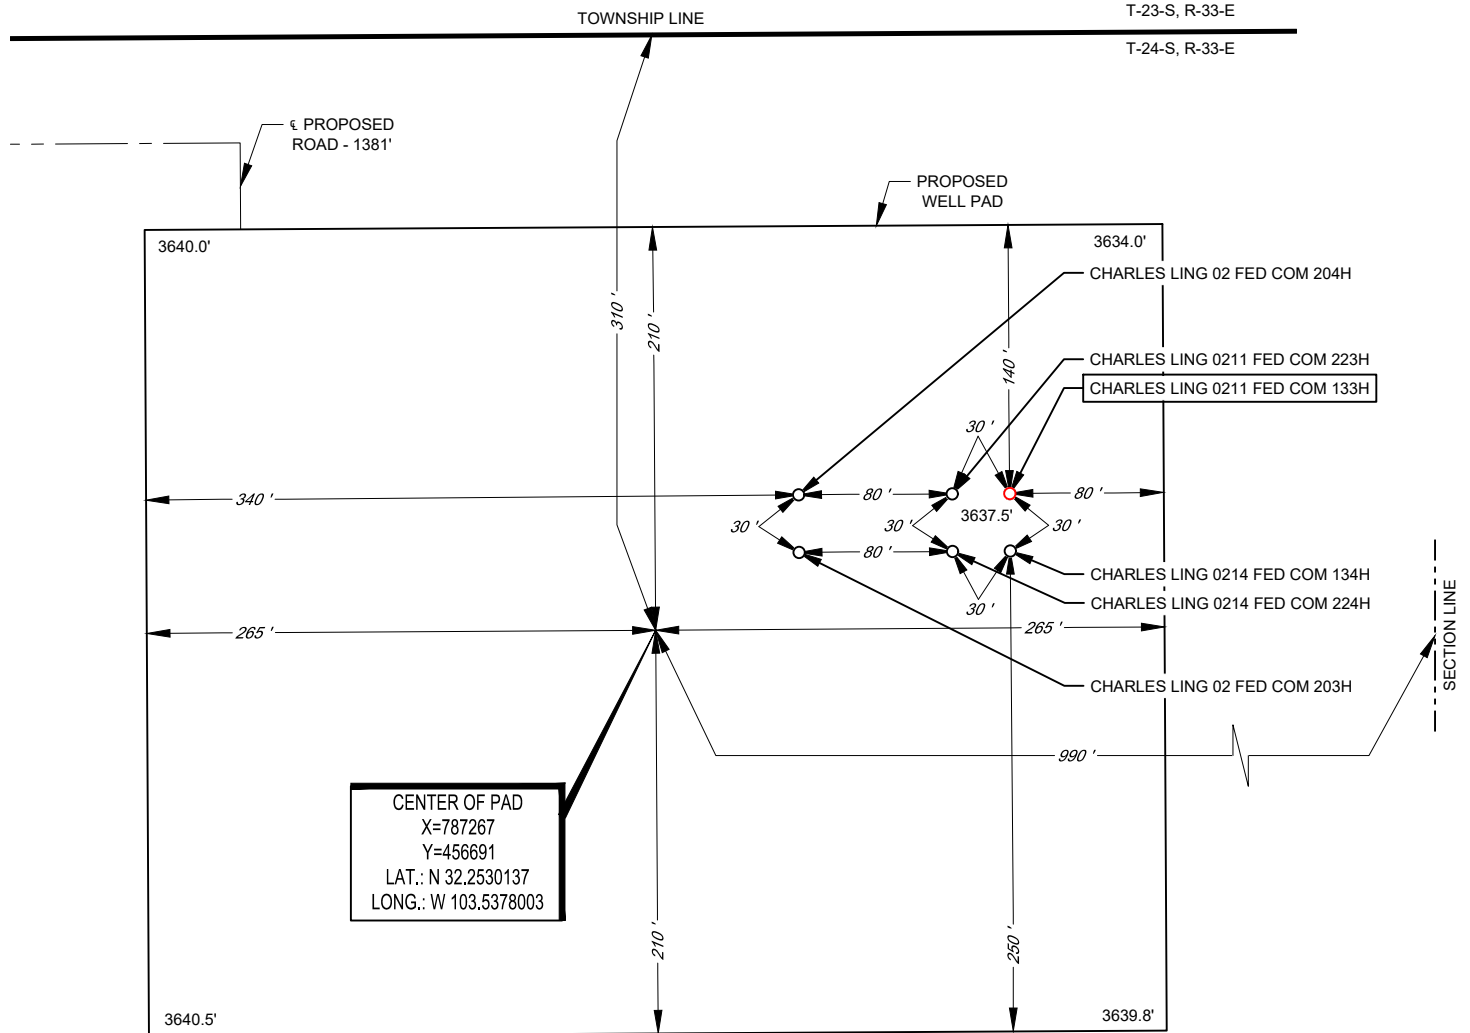 TOWNSHIP LINE
T-23-S, R-33-E
T-24-S, R-33-E
℄ PROPOSED
ROAD - 1381'
PROPOSED
WELL PAD
3640.0'
3634.0'
CHARLES LING 02 FED COM 204H
310 '
210 '
140 '
CHARLES LING 0211 FED COM 223H
CHARLES LING 0211 FED COM 133H
30 '
340 '
80 '
80 '
3637.5'
30 '
30 '
30 '
80 '
CHARLES LING 0214 FED COM 134H
CHARLES LING 0214 FED COM 224H
30 '
265 '
265 '
SECTION LINE
CHARLES LING 02 FED COM 203H
990 '
CENTER OF PAD
X=787267
Y=456691
LAT.: N 32.2530137
LONG.: W 103.5378003
210 '
250 '
3640.5'
3639.8'